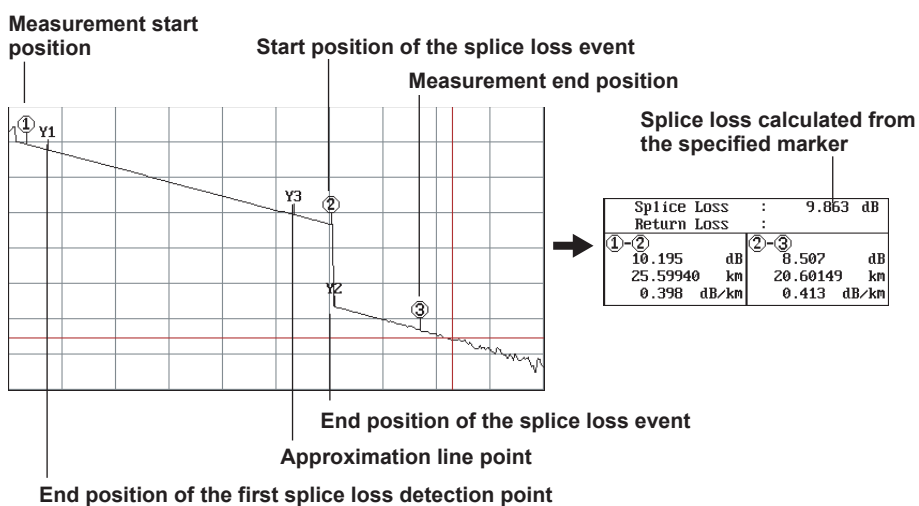 Measurement start
position
Start position of the splice loss event
Measurement end position
Splice loss calculated from
the specified marker
① Y1
Y3
②
Y2
③
Splice Loss : 9.863 dB
Return Loss :
①-② ②-③
10.195 dB 8.507 dB
25.59940 km 20.60149 km
0.398 dB/km 0.413 dB/km
End position of the splice loss event
Approximation line point
End position of the first splice loss detection point